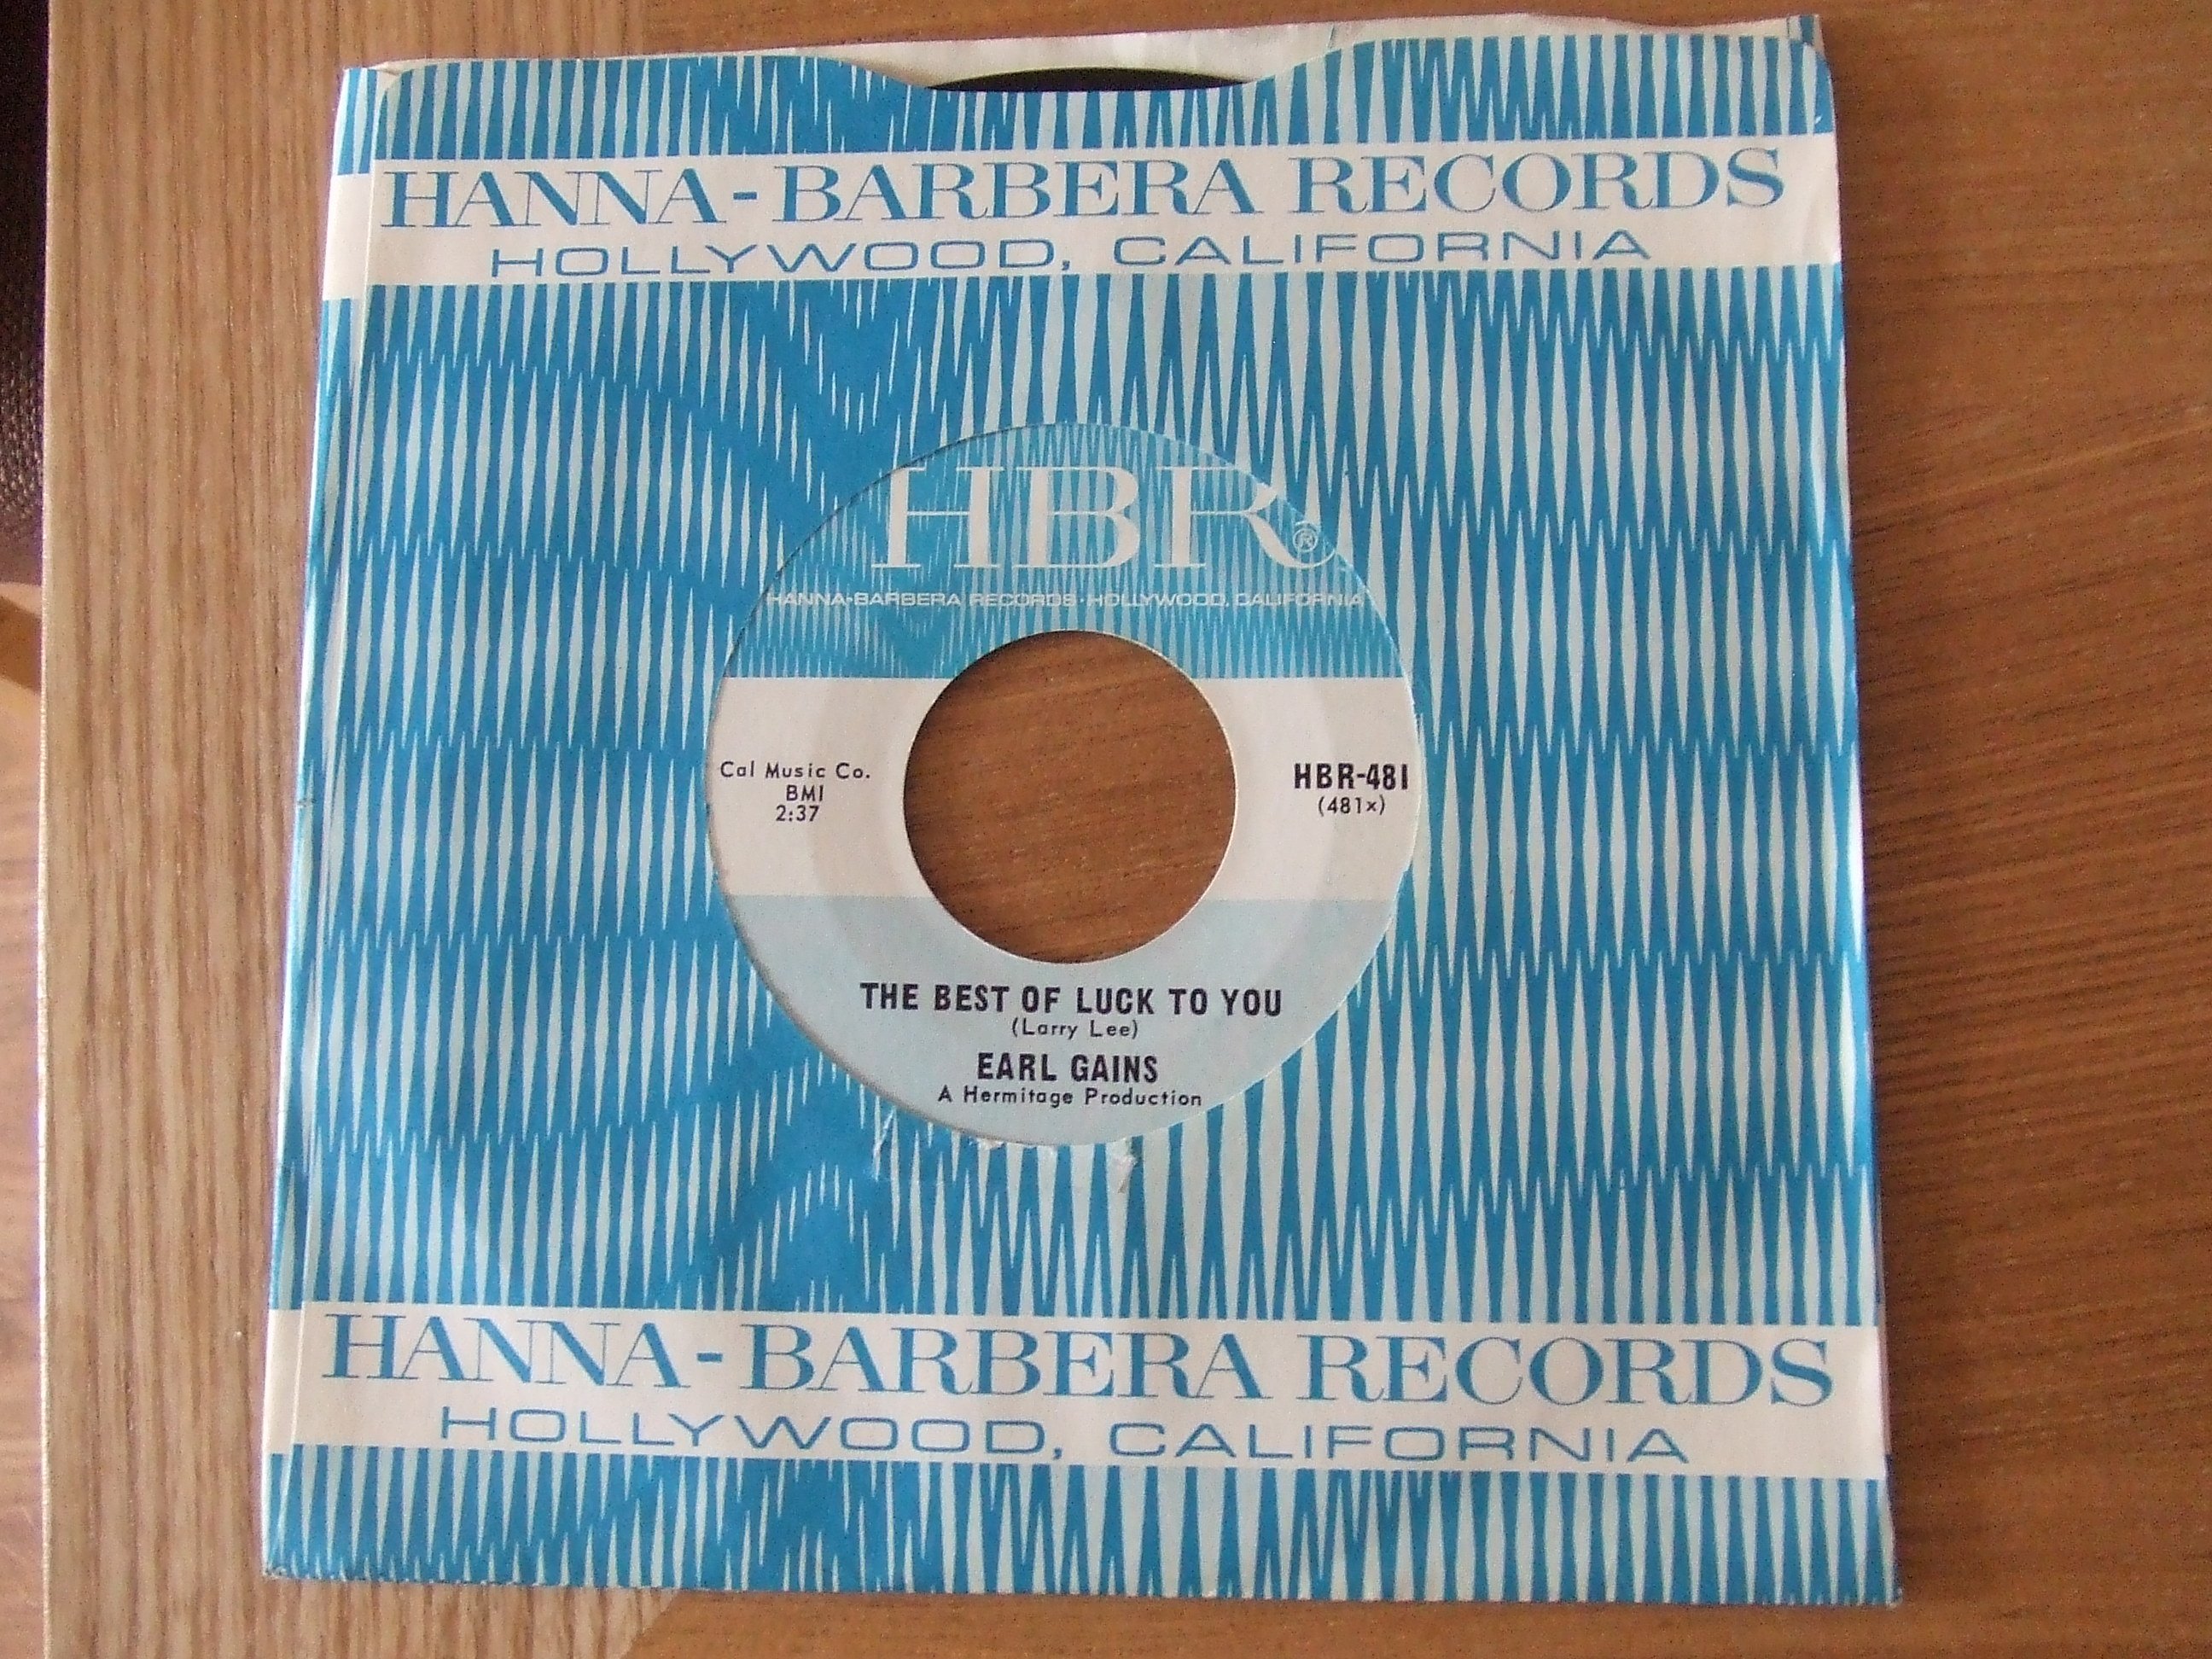 HANNA-BARBERA RECORDS
HOLLYWOOD, CALIFORNIA
HBR®
HANNA-BARBERA RECORDS·HOLLYWOOD, CALIFORNIA
Cal Music Co.
BMI
2:37
HBR-481
(481x)
THE BEST OF LUCK TO YOU
(Larry Lee)
EARL GAINS
A Hermitage Production
HANNA-BARBERA RECORDS
HOLLYWOOD, CALIFORNIA